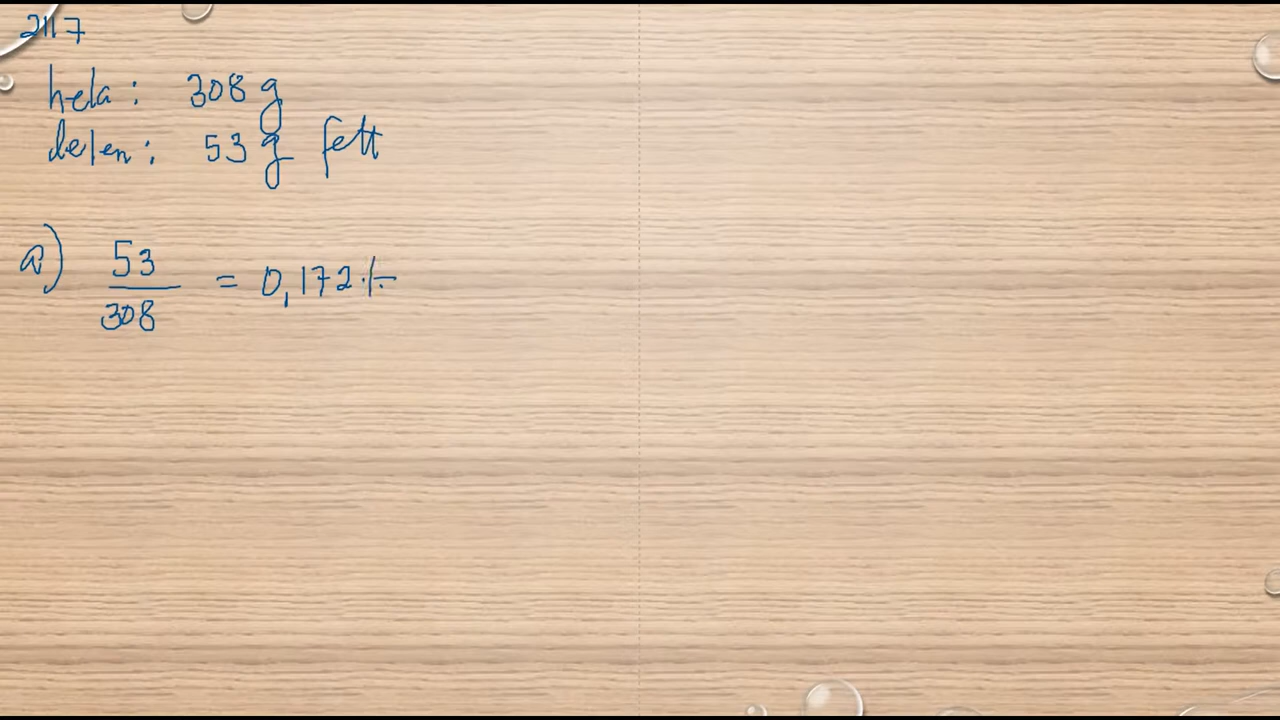 2117
hela: 308 g
delen: 53 g fett
a) 53
308 = 0,172 %